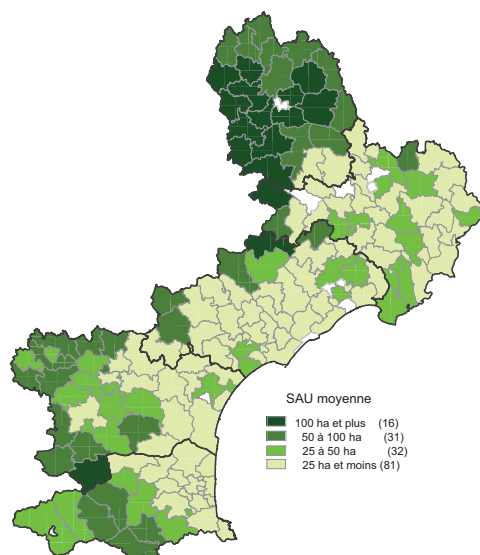 SAU moyenne
100 ha et plus (16)
50 à 100 ha (31)
25 à 50 ha (32)
25 ha et moins (81)